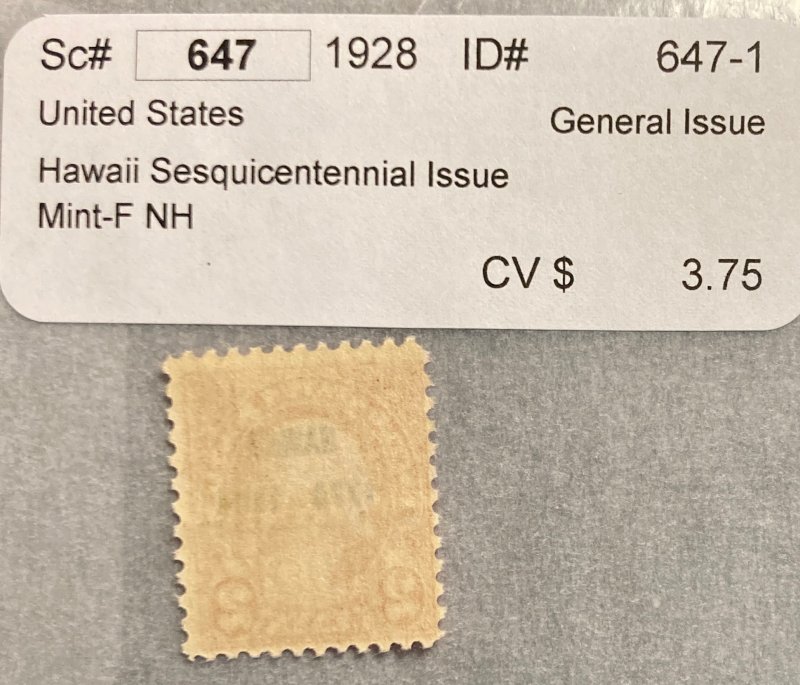 Sc# 647 1928 ID# 647-1
United States General Issue
Hawaii Sesquicentennial Issue
Mint-F NH
CV $ 3.75